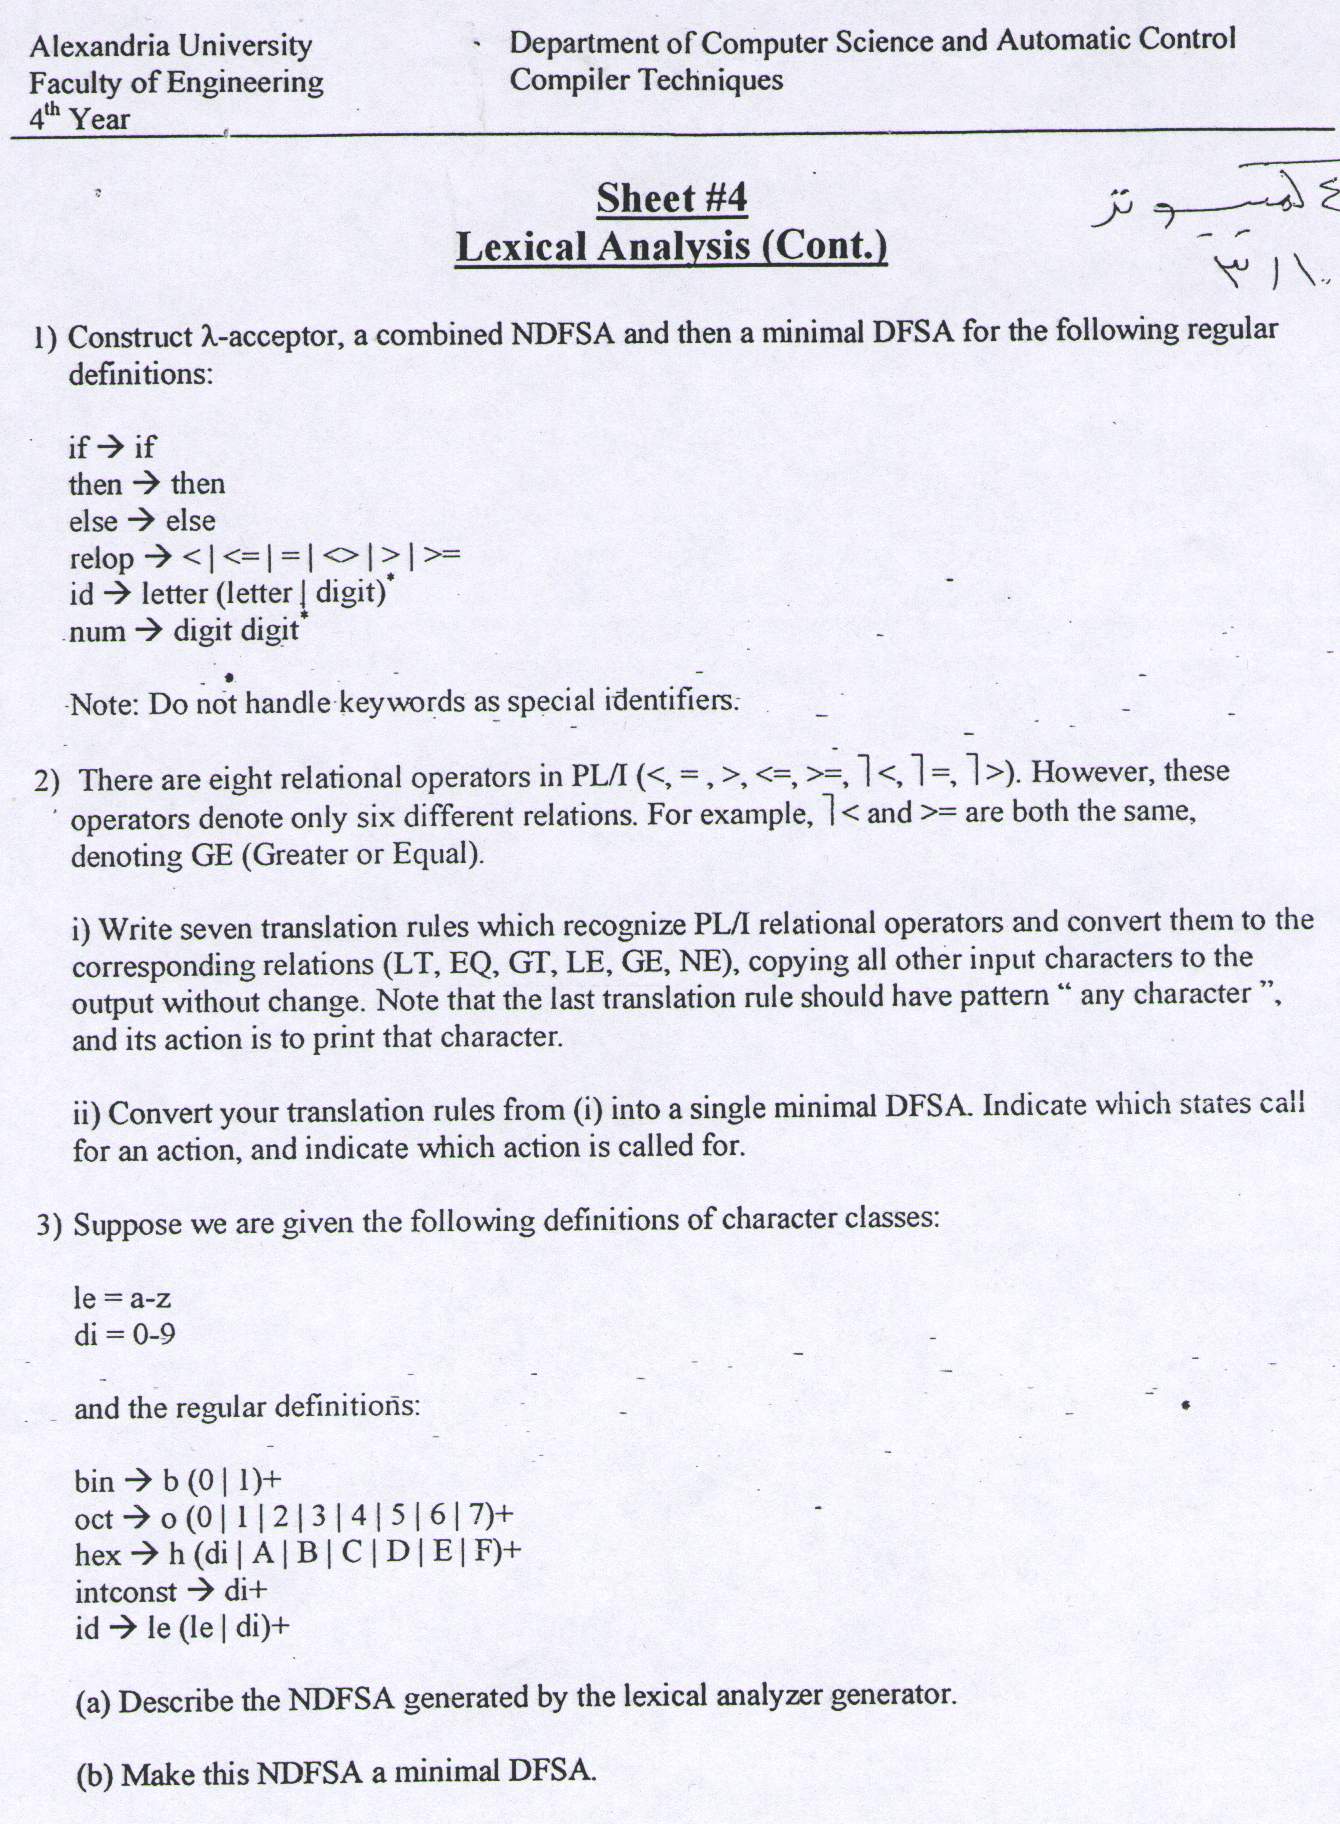 Alexandria University
Department of Computer Science and Automatic Control
Faculty of Engineering
Compiler Techniques
4th Year
Sheet #4
Lexical Analysis (Cont.)
٤ كمبيوتر
١) Construct λ-acceptor, a combined NDFSA and then a minimal DFSA for the following regular
definitions:
if → if
then → then
else → else
relop → < | <= | = | <> | > | >=
id → letter (letter | digit)*
num → digit digit*
Note: Do not handle keywords as special identifiers.
2) There are eight relational operators in PL/I (<, = , >, <=, >=, ⌉<, ⌉=, ⌉>). However, these
operators denote only six different relations. For example, ⌉< and >= are both the same,
denoting GE (Greater or Equal).
i) Write seven translation rules which recognize PL/I relational operators and convert them to the
corresponding relations (LT, EQ, GT, LE, GE, NE), copying all other input characters to the
output without change. Note that the last translation rule should have pattern “ any character ”,
and its action is to print that character.
ii) Convert your translation rules from (i) into a single minimal DFSA. Indicate which states call
for an action, and indicate which action is called for.
3) Suppose we are given the following definitions of character classes:
le = a-z
di = 0-9
and the regular definitions:
bin → b (0 | 1)+
oct → o (0 | 1 | 2 | 3 | 4 | 5 | 6 | 7)+
hex → h (di | A | B | C | D | E | F)+
intconst → di+
id → le (le | di)+
(a) Describe the NDFSA generated by the lexical analyzer generator.
(b) Make this NDFSA a minimal DFSA.